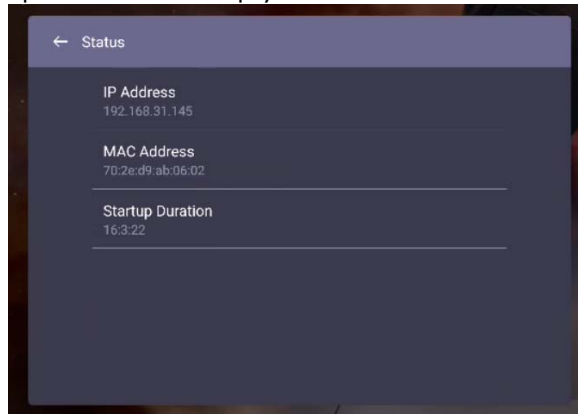 ← Status
IP Address
192.168.31.145
MAC Address
70:2e:d9:ab:06:02
Startup Duration
16:3:22